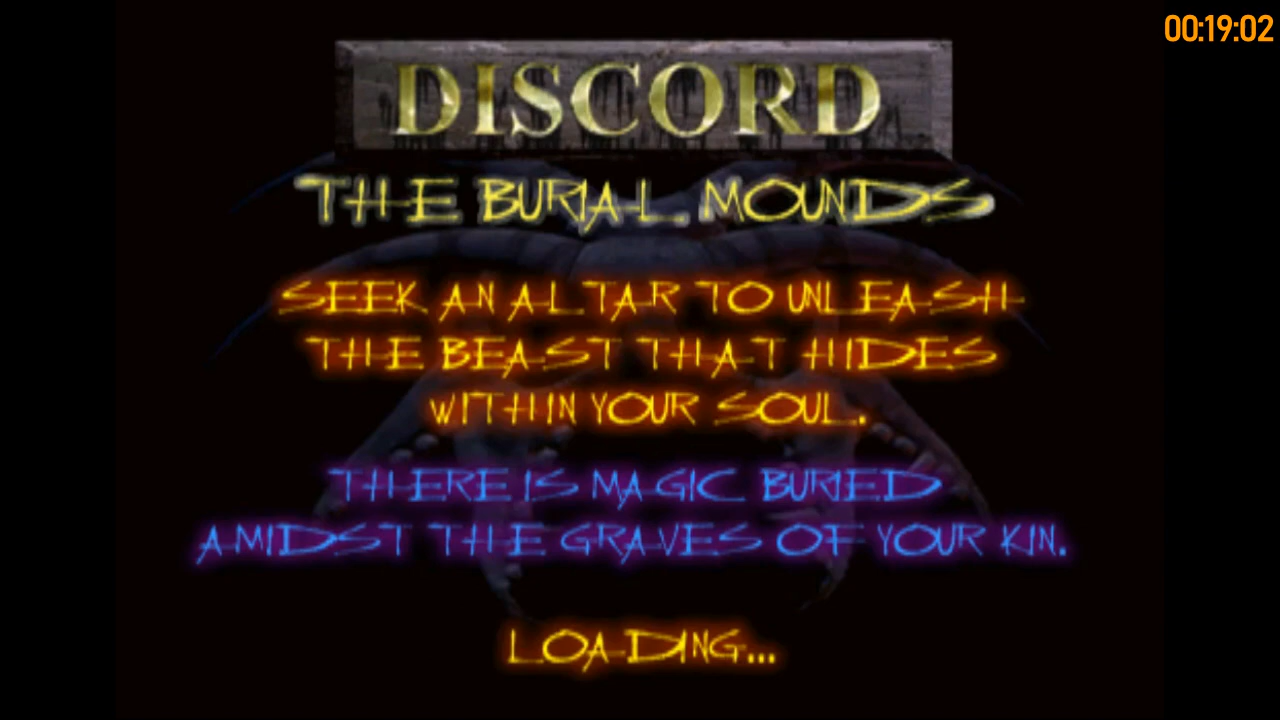 00:19:02
DISCORD
THE BURIAL MOUNDS
SEEK AN ALTAR TO UNLEASH
THE BEAST THAT HIDES
WITHIN YOUR SOUL.
THERE IS MAGIC BURIED
AMIDST THE GRAVES OF YOUR KIN.
LOADING...